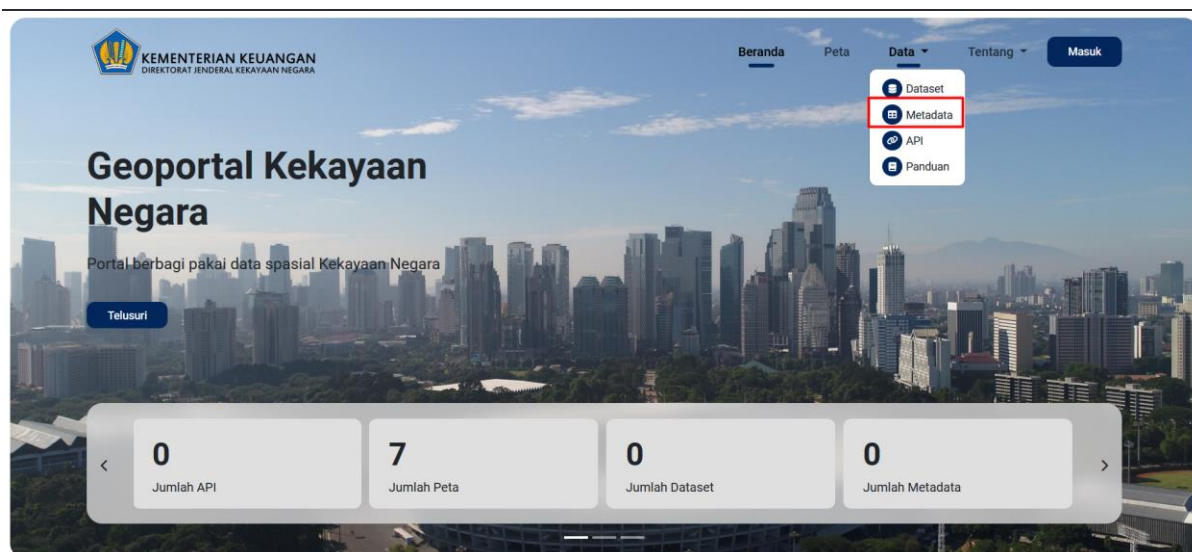 KEMENTERIAN KEUANGAN
DIREKTORAT JENDERAL KEKAYAAN NEGARA
Beranda
Peta
Data
Tentang
Masuk
Dataset
Metadata
API
Panduan
Geoportal Kekayaan
Negara
Portal berbagi pakai data spasial Kekayaan Negara
Telusuri
0
Jumlah API
7
Jumlah Peta
0
Jumlah Dataset
0
Jumlah Metadata